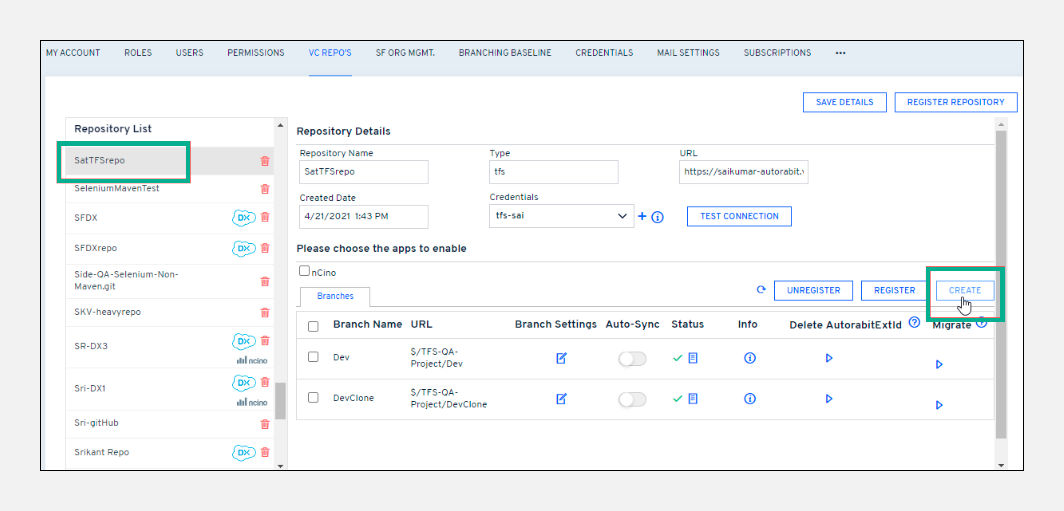 MY ACCOUNT ROLES USERS PERMISSIONS VC REPO'S SF ORG MGMT. BRANCHING BASELINE CREDENTIALS MAIL SETTINGS SUBSCRIPTIONS •••
SAVE DETAILS REGISTER REPOSITORY
Repository List
SatTFSrepo
SeleniumMavenTest
SFDX DX
SFDXrepo DX
Side-QA-Selenium-Non-
Maven.git
SKV-heavyrepo
SR-DX3 DX
ncino
Sri-DX1 DX
ncino
Sri-gitHub
Srikant Repo DX
Repository Details
Repository Name Type URL
SatTFSrepo tfs https://saikumar-autorabit.
Created Date Credentials
4/21/2021 1:43 PM tfs-sai TEST CONNECTION
Please choose the apps to enable
nCino
Branches UNREGISTER REGISTER CREATE
Branch Name URL Branch Settings Auto-Sync Status Info Delete AutorabitExtId Migrate
Dev S/TFS-QA-
Project/Dev
DevClone S/TFS-QA-
Project/DevClone